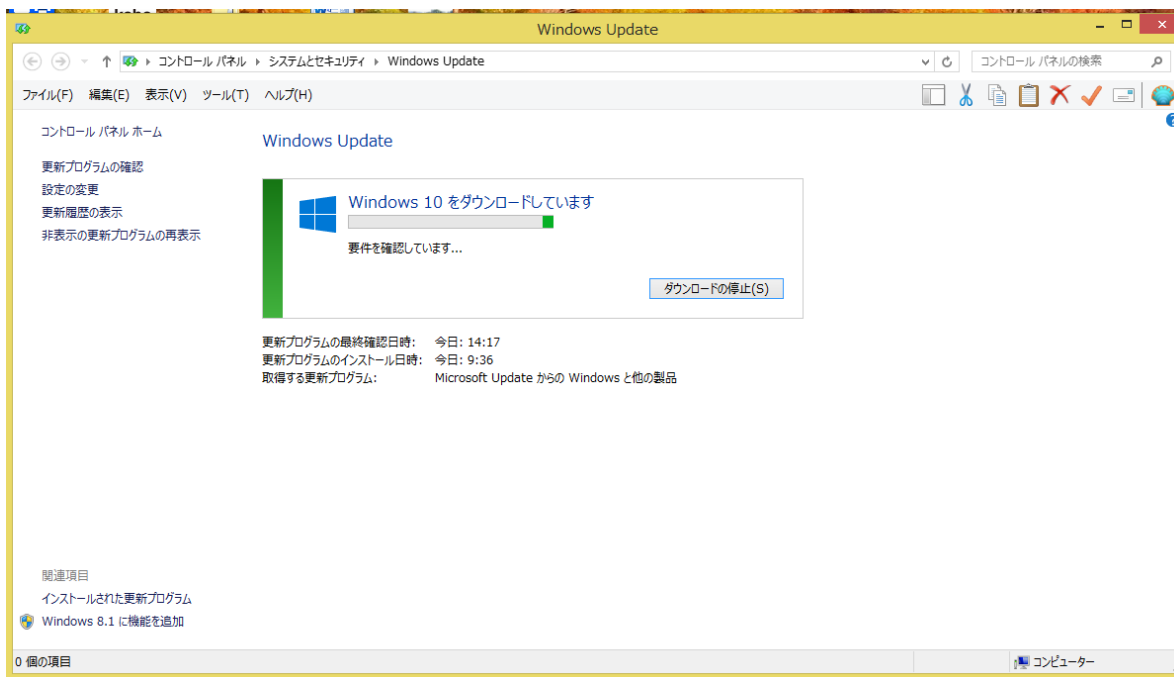 Windows Update
コントロール パネル ▸ システムとセキュリティ ▸ Windows Update
コントロール パネルの検索
ファイル(F) 編集(E) 表示(V) ツール(T) ヘルプ(H)
コントロール パネル ホーム
更新プログラムの確認
設定の変更
更新履歴の表示
非表示の更新プログラムの再表示
Windows Update
Windows 10 をダウンロードしています
要件を確認しています...
ダウンロードの停止(S)
更新プログラムの最終確認日時: 今日: 14:17
更新プログラムのインストール日時: 今日: 9:36
取得する更新プログラム: Microsoft Update からの Windows と他の製品
関連項目
インストールされた更新プログラム
Windows 8.1 に機能を追加
0 個の項目
コンピューター